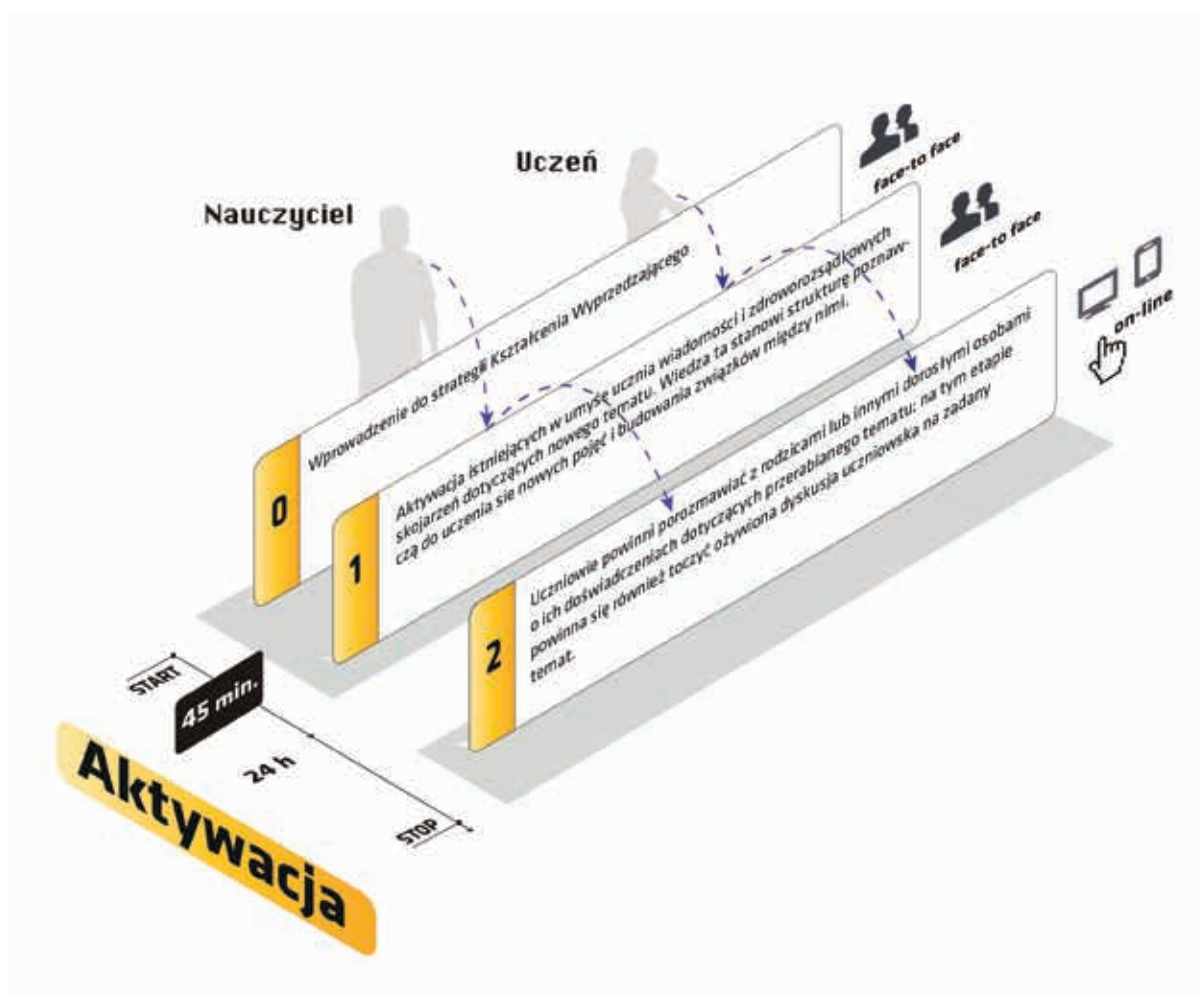 Uczeń
Nauczyciel
face-to face
face-to face
on-line
0
Wprowadzenie do strategii Kształcenia Wyprzedzającego
1
Aktywacja istniejących w umyśle ucznia wiadomości i zdroworozsądkowych
skojarzeń dotyczących nowego tematu. Wiedza ta stanowi strukturę poznaw-
czą do uczenia się nowych pojęć i budowania związków między nimi.
2
Uczniowie powinni porozmawiać z rodzicami lub innymi dorosłymi osobami
o ich doświadczeniach dotyczących przerabianego tematu; na tym etapie
powinna się również toczyć ożywiona dyskusja uczniowska na zadany
temat.
START
45 min.
24 h
STOP
Aktywacja